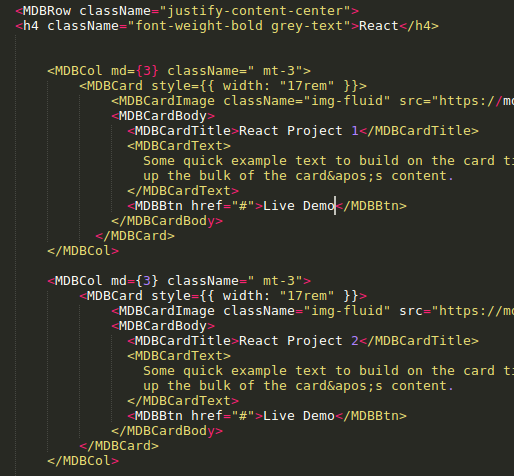 <MDBRow className="justify-content-center">
<h4 className="font-weight-bold grey-text">React</h4>
<MDBCol md={3} className=" mt-3">
<MDBCard style={{ width: "17rem" }}>
<MDBCardImage className="img-fluid" src="https://mo
<MDBCardBody>
<MDBCardTitle>React Project 1</MDBCardTitle>
<MDBCardText>
Some quick example text to build on the card ti
up the bulk of the card&apos;s content.
</MDBCardText>
<MDBBtn href="#">Live Demo</MDBBtn>
</MDBCardBody>
</MDBCard>
</MDBCol>
<MDBCol md={3} className=" mt-3">
<MDBCard style={{ width: "17rem" }}>
<MDBCardImage className="img-fluid" src="https://mo
<MDBCardBody>
<MDBCardTitle>React Project 2</MDBCardTitle>
<MDBCardText>
Some quick example text to build on the card ti
up the bulk of the card&apos;s content.
</MDBCardText>
<MDBBtn href="#">Live Demo</MDBBtn>
</MDBCardBody>
</MDBCard>
</MDBCol>